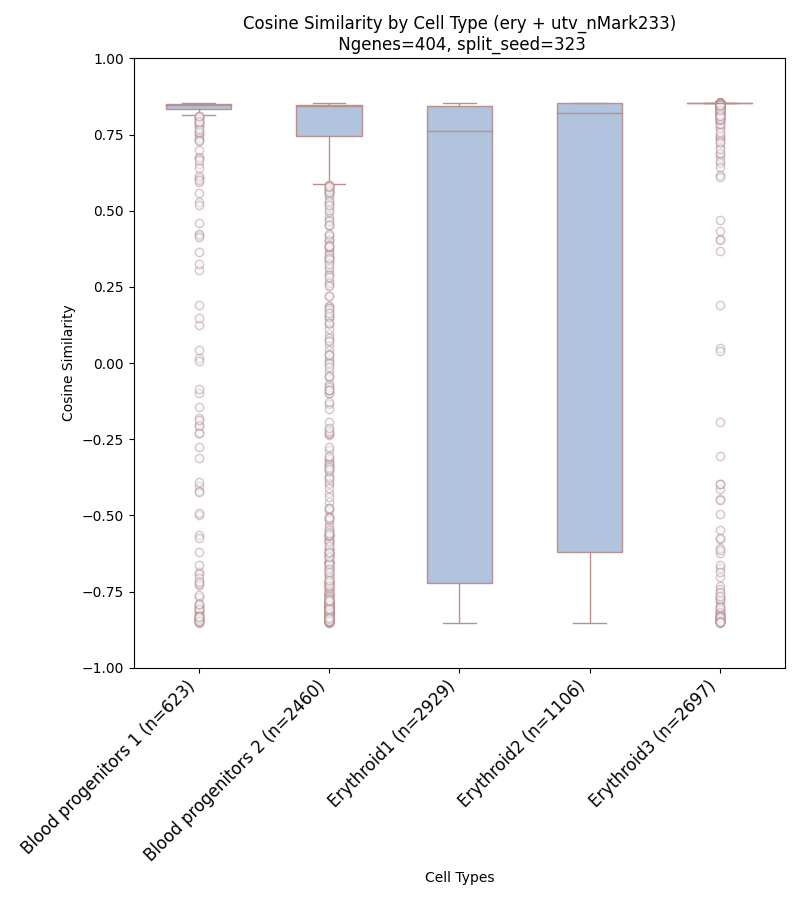 Cosine Similarity by Cell Type (ery + utv_nMark233)
Ngenes=404, split_seed=323
1.00
0.75
0.50
0.25
0.00
−0.25
−0.50
−0.75
−1.00
Cosine Similarity
Blood progenitors 1 (n=623)
Blood progenitors 2 (n=2460)
Erythroid1 (n=2929)
Erythroid2 (n=1106)
Erythroid3 (n=2697)
Cell Types